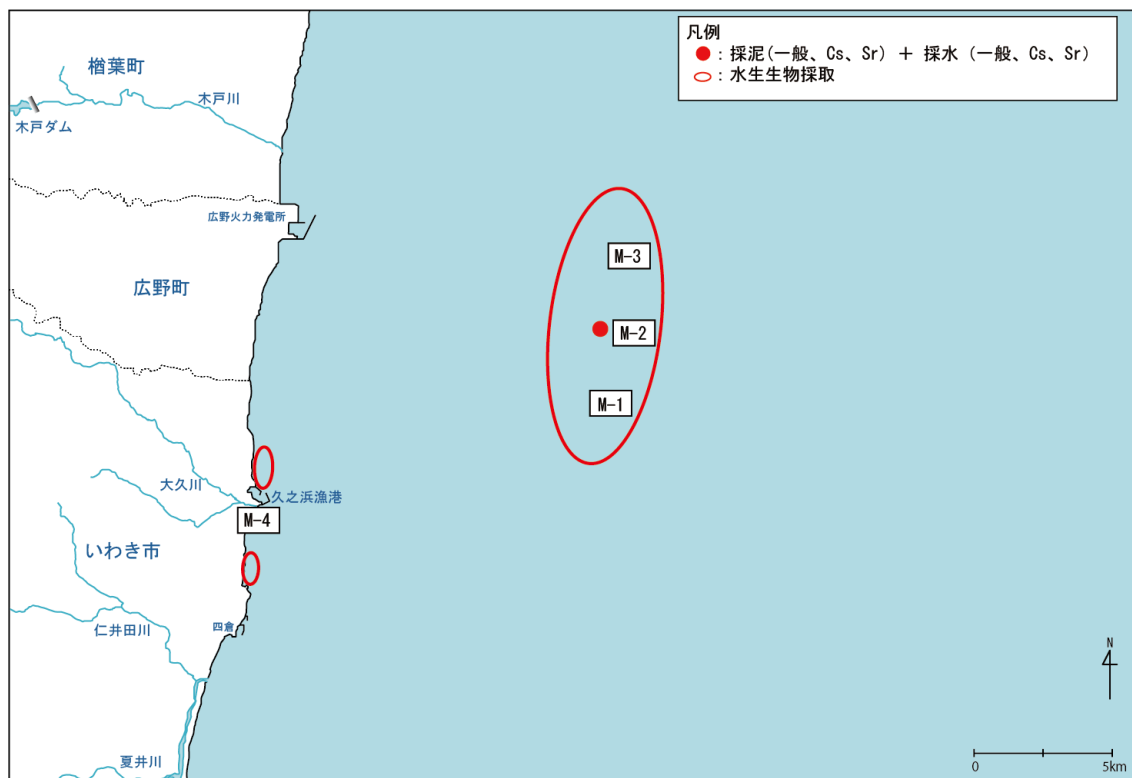 凡例
：採泥(一般、Cs、Sr) ＋ 採水 (一般、Cs、Sr)
：水生生物採取
楢葉町
木戸川
木戸ダム
広野火力発電所
M-3
広野町
M-2
M-1
大久川
久之浜漁港
M-4
いわき市
四倉
仁井田川
N
夏井川
0
5km